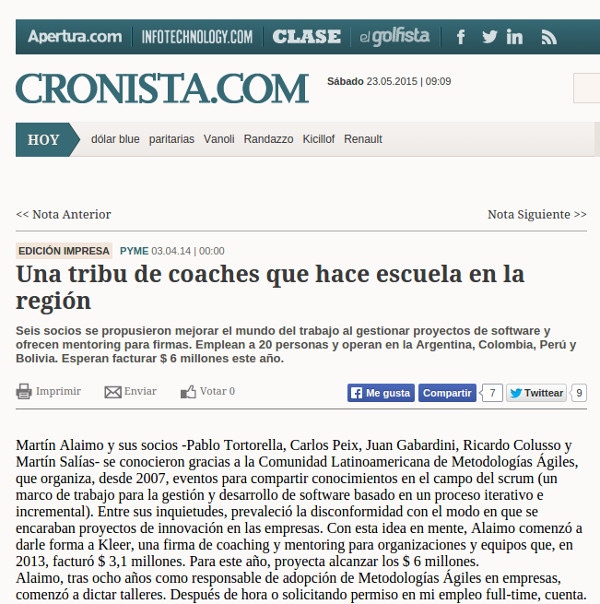 Apertura.com INFOTECHNOLOGY.COM CLASE el golfista
CRONISTA.COM
Sábado 23.05.2015 | 09:09
HOY dólar blue paritarias Vanoli Randazzo Kicillof Renault
<< Nota Anterior Nota Siguiente >>
EDICIÓN IMPRESA PYME 03.04.14 | 00:00
Una tribu de coaches que hace escuela en la
región
Seis socios se propusieron mejorar el mundo del trabajo al gestionar proyectos de software y
ofrecen mentoring para firmas. Emplean a 20 personas y operan en la Argentina, Colombia, Perú y
Bolivia. Esperan facturar $ 6 millones este año.
Imprimir Enviar Votar 0 Me gusta Compartir 7 Twittear 9
Martín Alaimo y sus socios -Pablo Tortorella, Carlos Peix, Juan Gabardini, Ricardo Colusso y
Martín Salías- se conocieron gracias a la Comunidad Latinoamericana de Metodologías Ágiles,
que organiza, desde 2007, eventos para compartir conocimientos en el campo del scrum (un
marco de trabajo para la gestión y desarrollo de software basado en un proceso iterativo e
incremental). Entre sus inquietudes, prevaleció la disconformidad con el modo en que se
encaraban proyectos de innovación en las empresas. Con esta idea en mente, Alaimo comenzó a
darle forma a Kleer, una firma de coaching y mentoring para organizaciones y equipos que, en
2013, facturó $ 3,1 millones. Para este año, proyecta alcanzar los $ 6 millones.
Alaimo, tras ocho años como responsable de adopción de Metodologías Ágiles en empresas,
comenzó a dictar talleres. Después de hora o solicitando permiso en mi empleo full-time, cuenta.